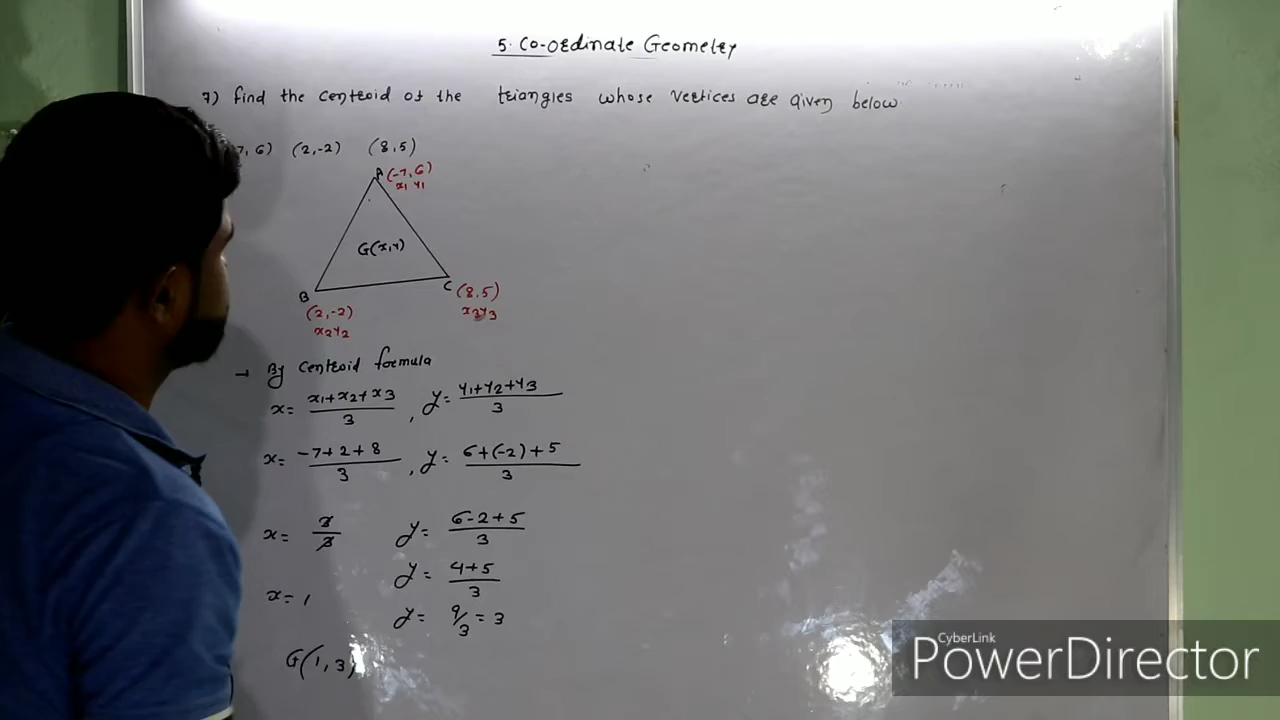 5. Co-ordinate Geometry
7) find the centroid of the triangles whose vertices are given below.
7, 6) (2,-2) (8,5)
A (-7,6)
x1 y1
G(x,y)
B
C (8,5)
(2,-2)
x3y3
x2y2
→ By centroid formula
x= x1+x2+x3/3 , y= y1+y2+y3/3
x= -7+2+8/3 , y= 6+(-2)+5/3
x= 3/3 y= 6-2+5/3
y= 4+5/3
x= 1
y= 9/3 = 3
G(1,3)
CyberLink
PowerDirector